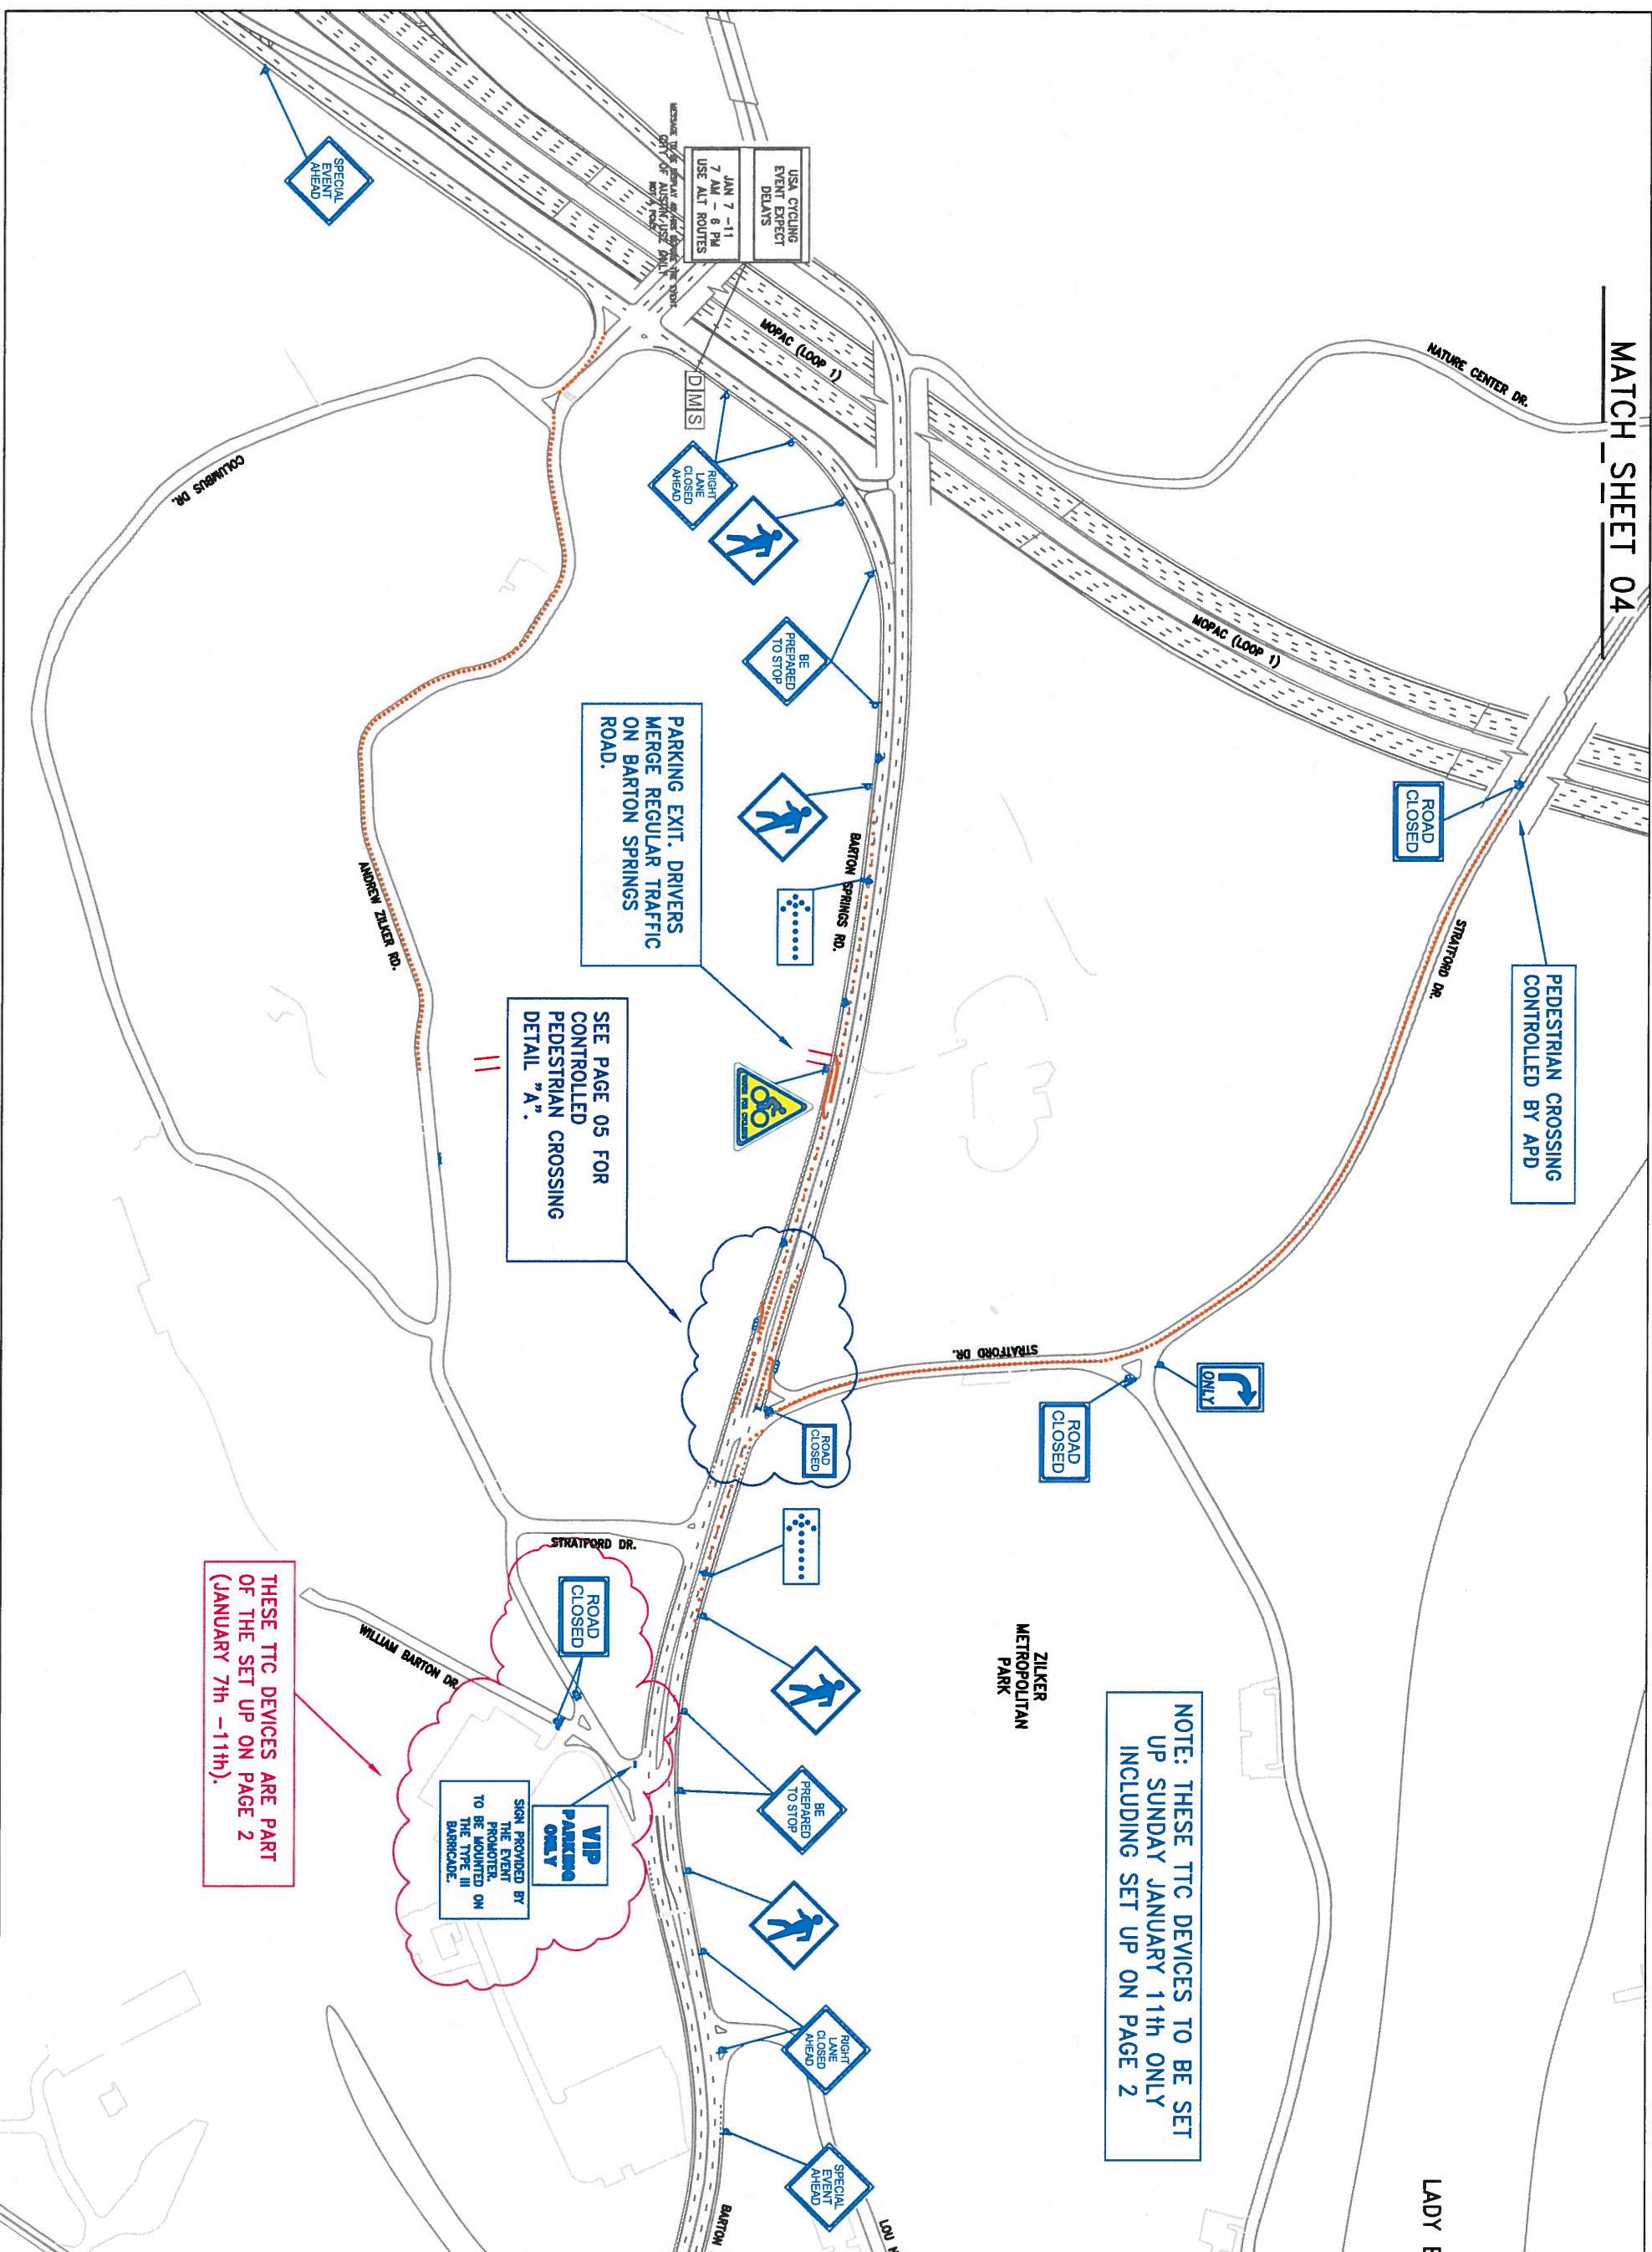 MATCH SHEET 04
NATURE CENTER DR.
MOPAC (LOOP 1)
MOPAC (LOOP 1)
USA CYCLING
EVENT EXPECT
DELAYS
JAN 7 -11
7 AM - 6 PM
USE ALT ROUTES
CITY OF AUSTIN USE ONLY
DMS
SPECIAL
EVENT
AHEAD
COLUMBUS DR.
RIGHT
LANE
CLOSED
AHEAD
BE
PREPARED
TO STOP
ROAD
CLOSED
PEDESTRIAN CROSSING
CONTROLLED BY APD
STRATFORD DR.
BARTON SPRINGS RD.
PARKING EXIT. DRIVERS
MERGE REGULAR TRAFFIC
ON BARTON SPRINGS
ROAD.
ANDREW ZILKER RD.
SEE PAGE 05 FOR
CONTROLLED
PEDESTRIAN CROSSING
DETAIL "A".
STRATFORD DR.
ONLY
ROAD
CLOSED
ROAD
CLOSED
STRATFORD DR.
ROAD
CLOSED
WILLIAM BARTON DR.
THESE TTC DEVICES ARE PART
OF THE SET UP ON PAGE 2
(JANUARY 7th -11th).
VIP
PARKING
ONLY
SIGN PROVIDED BY
THE EVENT
PROMOTER.
TO BE MOUNTED ON
THE TYPE III
BARRICADE.
ZILKER
METROPOLITAN
PARK
NOTE: THESE TTC DEVICES TO BE SET
UP SUNDAY JANUARY 11th ONLY
INCLUDING SET UP ON PAGE 2
BE
PREPARED
TO STOP
RIGHT
LANE
CLOSED
AHEAD
SPECIAL
EVENT
AHEAD
LADY
BARTON
LOU